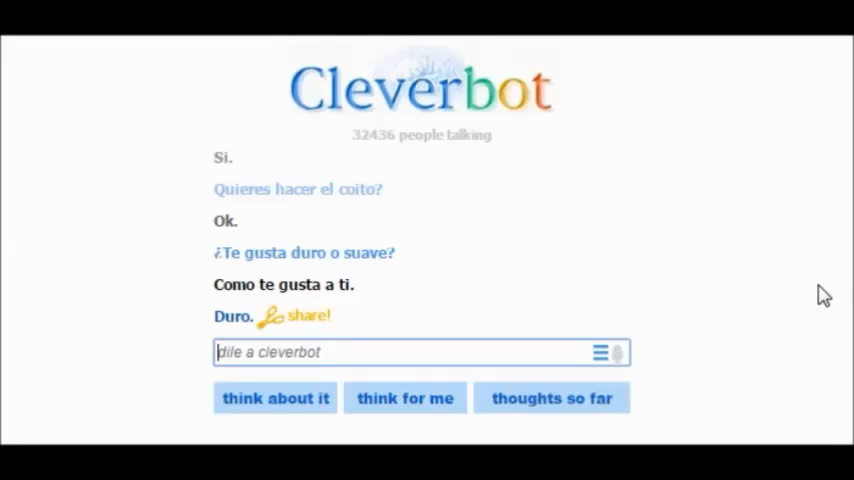 Cleverbot
32436 people talking
Si.
Quieres hacer el coito?
Ok.
¿Te gusta duro o suave?
Como te gusta a ti.
Duro. share!
dile a cleverbot
think about it think for me thoughts so far